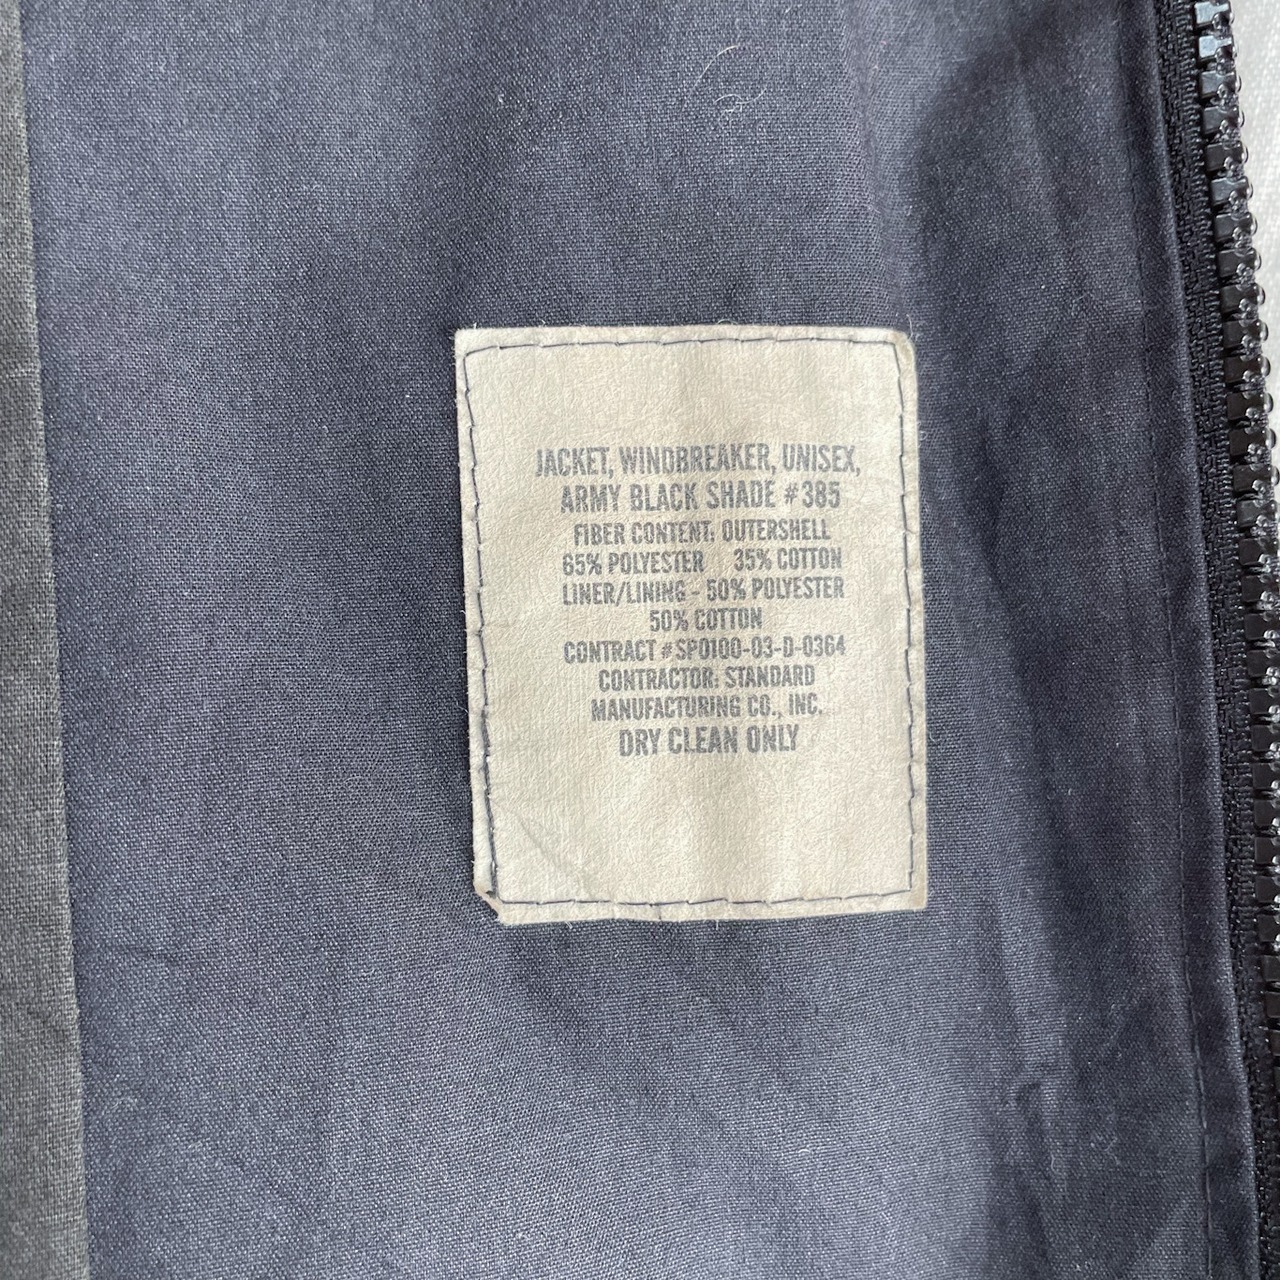 JACKET, WINDBREAKER, UNISEX,
ARMY BLACK SHADE #385
FIBER CONTENT: OUTERSHELL
65% POLYESTER 35% COTTON
LINER/LINING - 50% POLYESTER
50% COTTON
CONTRACT #SPO100-03-D-0364
CONTRACTOR: STANDARD
MANUFACTURING CO., INC.
DRY CLEAN ONLY